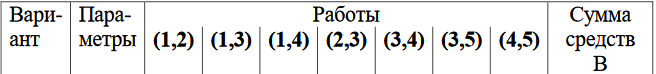 Вари-
ант
Пара-
метры
Работы
(1,2) (1,3) (1,4) (2,3) (3,4) (3,5) (4,5)
Сумма
средств
В